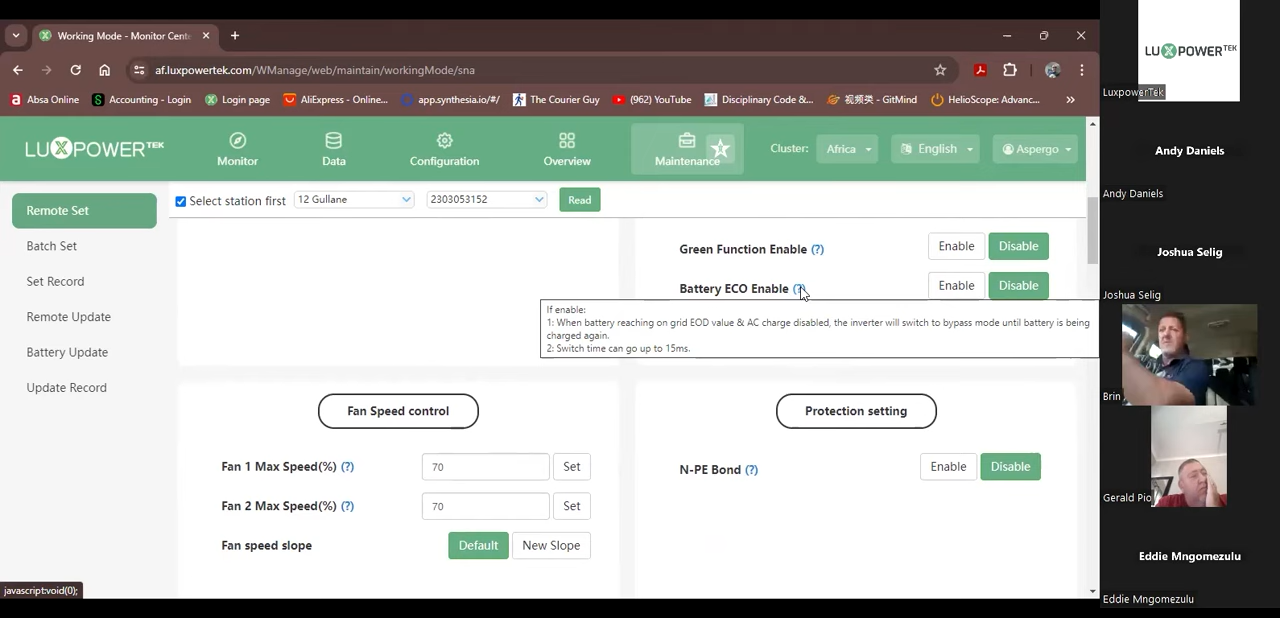 Working Mode - Monitor Cent
af.luxpowertek.com/WManage/web/maintain/workingMode/sna
Absa Online
Accounting - Login
Login page
AliExpress - Online...
app.synthesia.io/#/
The Courier Guy
(962) YouTube
Disciplinary Code &...
视频类 - GitMind
HelioScope: Advanc...
LUXPOWERTEK
Monitor
Data
Configuration
Overview
Maintenance
Cluster:
Africa
English
Aspergo
Select station first
12 Gullane
2303053152
Read
Remote Set
Batch Set
Set Record
Remote Update
Battery Update
Update Record
Green Function Enable (?)
Enable
Disable
Battery ECO Enable (?)
Enable
Disable
If enable:
1: When battery reaching on grid EOD value & AC charge disabled, the inverter will switch to bypass mode until battery is being
charged again.
2: Switch time can go up to 15ms.
Fan Speed control
Fan 1 Max Speed(%) (?)
70
Set
Fan 2 Max Speed(%) (?)
70
Set
Fan speed slope
Default
New Slope
Protection setting
N-PE Bond (?)
Enable
Disable
javascript:void(0);
LUXPOWERTEK
LuxpowerTek
Andy Daniels
Andy Daniels
Joshua Selig
Joshua Selig
Brin
Gerald Pio
Eddie Mngomezulu
Eddie Mngomezulu